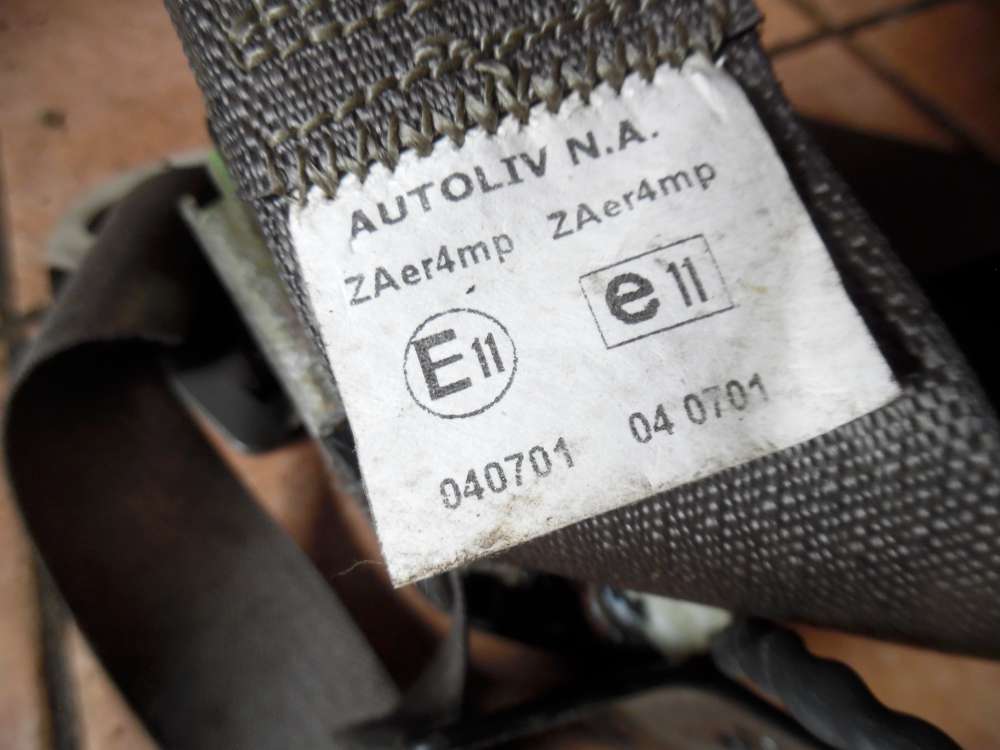 AUTOLIV N.A.
ZAer4mp ZAer4mp
E11 e11
040701 04 0701